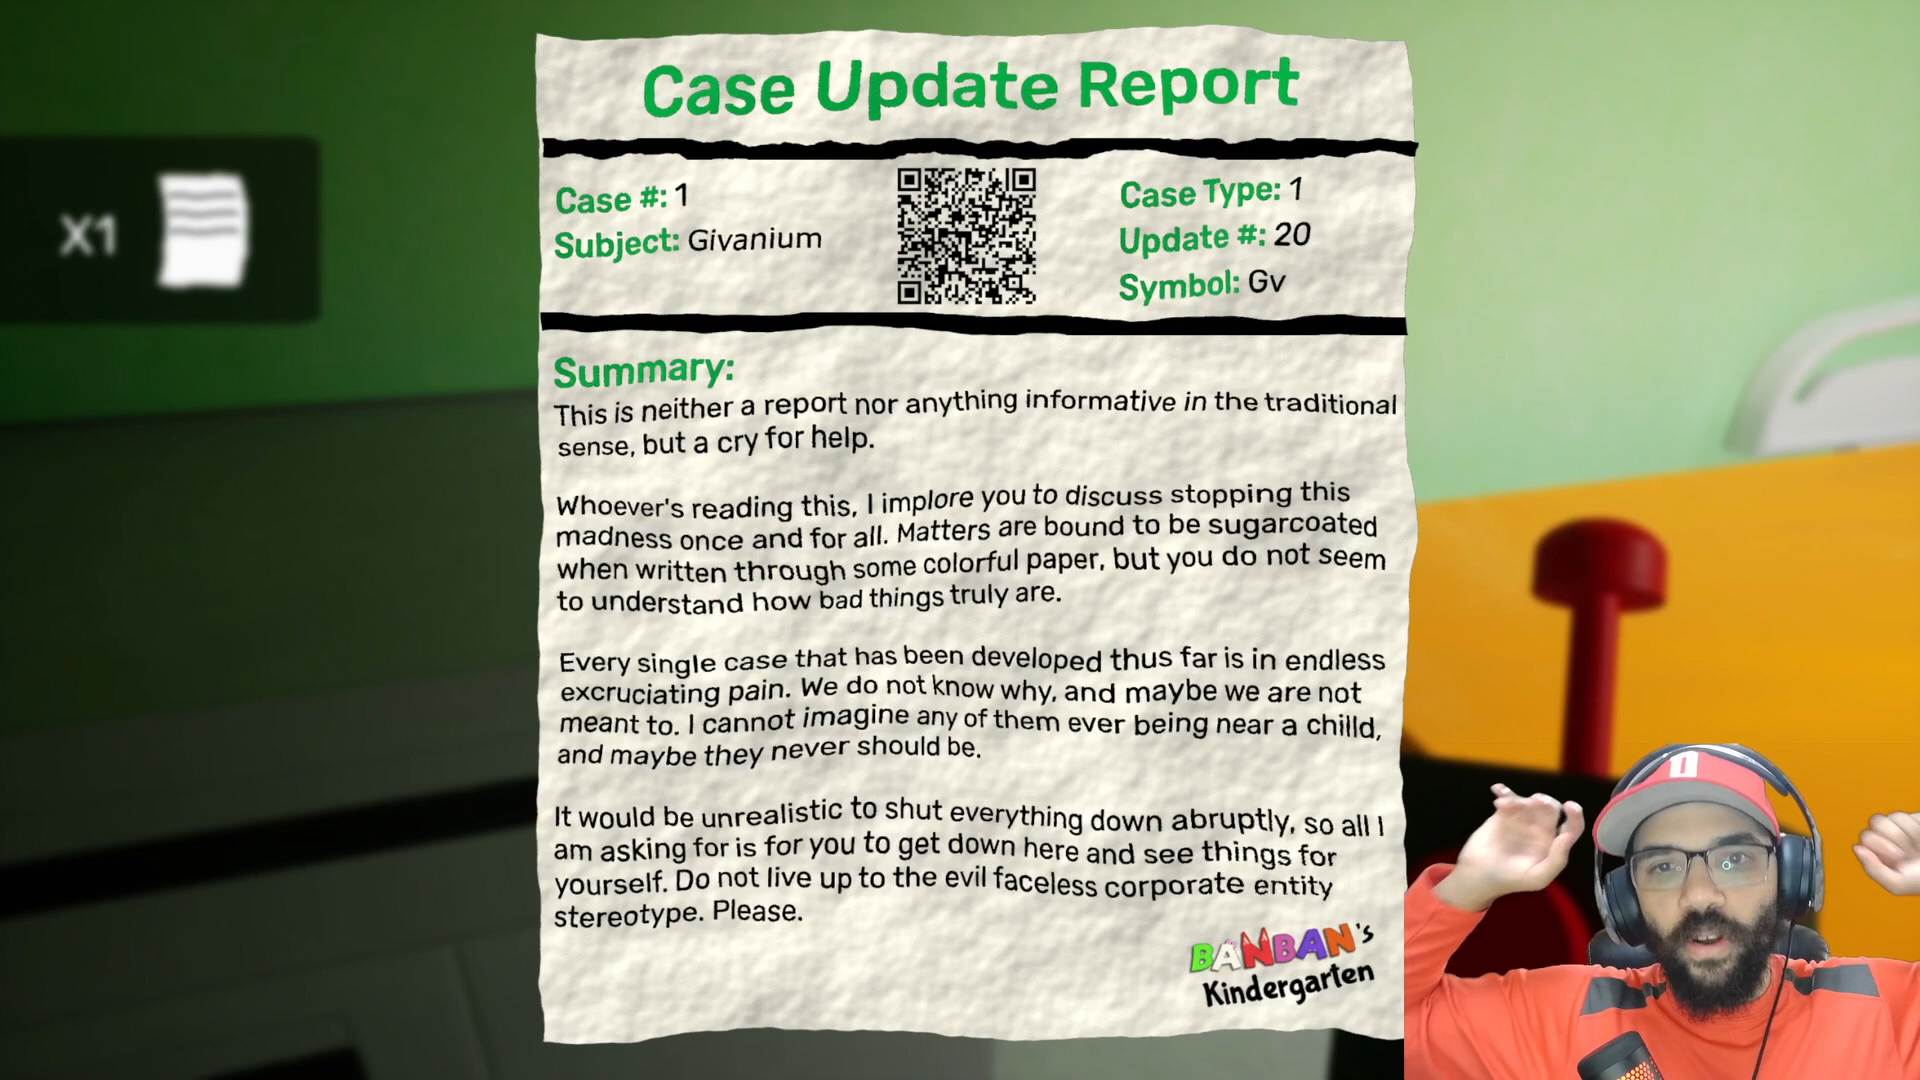 Case Update Report
X1
Case #: 1
Subject: Givanium
Case Type: 1
Update #: 20
Symbol: Gv
Summary:
This is neither a report nor anything informative in the traditional
sense, but a cry for help.
Whoever's reading this, I implore you to discuss stopping this
madness once and for all. Matters are bound to be sugarcoated
when written through some colorful paper, but you do not seem
to understand how bad things truly are.
Every single case that has been developed thus far is in endless
excruciating pain. We do not know why, and maybe we are not
meant to. I cannot imagine any of them ever being near a chilld,
and maybe they never should be.
It would be unrealistic to shut everything down abruptly, so all I
am asking for is for you to get down here and see things for
yourself. Do not live up to the evil faceless corporate entity
stereotype. Please.
BANBAN's
Kindergarten